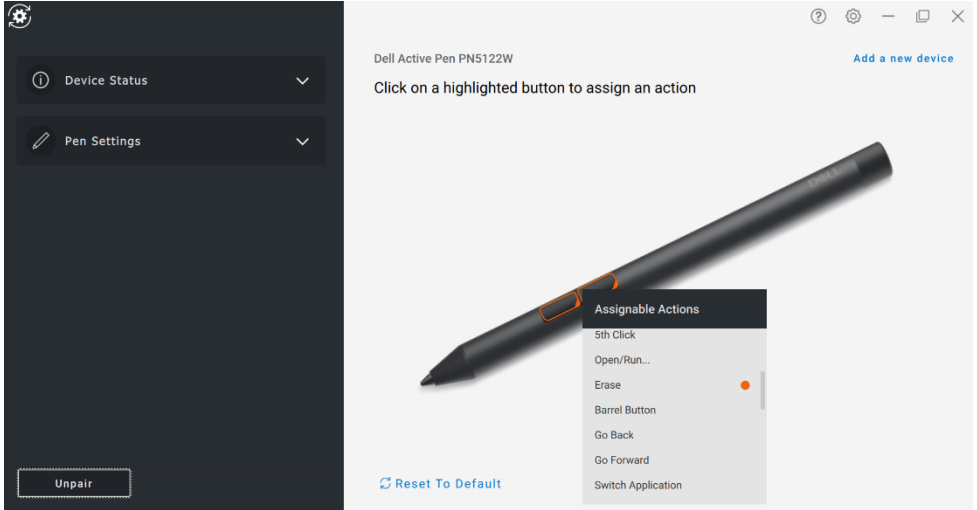 Device Status
Pen Settings
Unpair
Dell Active Pen PN5122W
Add a new device
Click on a highlighted button to assign an action
DELL
Assignable Actions
5th Click
Open/Run...
Erase
Barrel Button
Go Back
Go Forward
Switch Application
Reset To Default